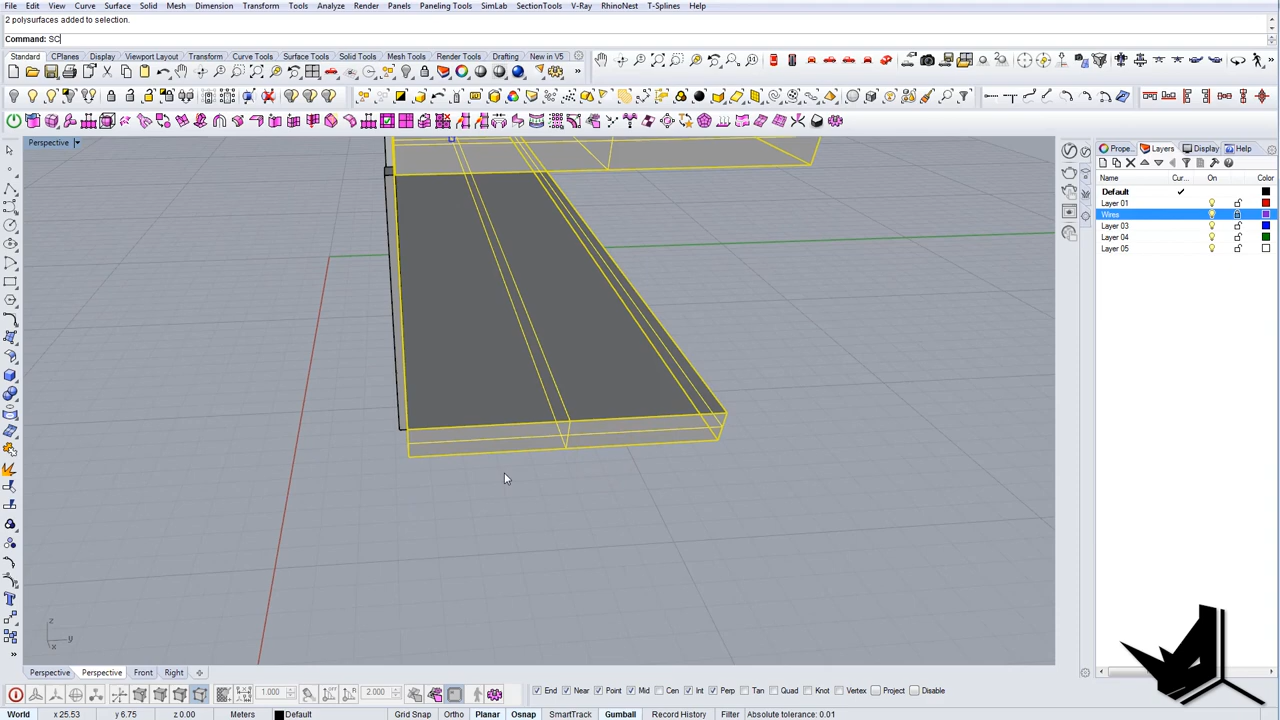 File Edit View Curve Surface Solid Mesh Dimension Transform Tools Analyze Render Panels Paneling Tools SimLab SectionTools V-Ray RhinoNest T-Splines Help
2 polysurfaces added to selection.
Command: SC
Standard CPlanes Display Viewport Layout Transform Curve Tools Surface Tools Solid Tools Mesh Tools Render Tools Drafting New in V5
Perspective
Prope... Layers Display Help
Name Cur... On Color
Default
Layer 01
Wires
Layer 03
Layer 04
Layer 05
z
y
x
Perspective Perspective Front Right
1.000 2.000 End Near Point Mid Cen Int Perp Tan Quad Knot Vertex Project Disable
World x 25.53 y 6.75 z 0.00 Meters Default Grid Snap Ortho Planar Osnap SmartTrack Gumball Record History Filter Absolute tolerance: 0.01